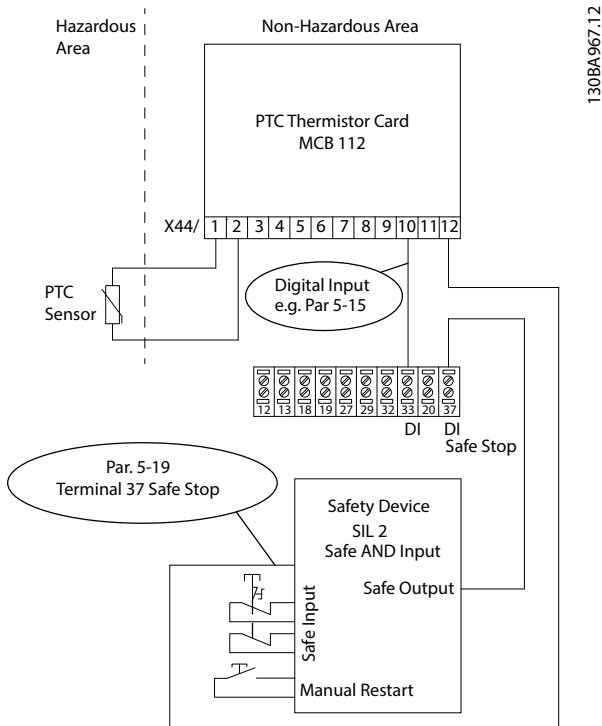 Hazardous
Area
Non-Hazardous Area
130BA967.12
PTC Thermistor Card
MCB 112
X44/ 1 2 3 4 5 6 7 8 9 10 11 12
PTC
Sensor
Digital Input
e.g. Par 5-15
12 13 18 19 27 29 32 33 20 37
DI DI
Safe Stop
Par. 5-19
Terminal 37 Safe Stop
Safety Device
SIL 2
Safe AND Input
Safe Output
Safe Input
Manual Restart